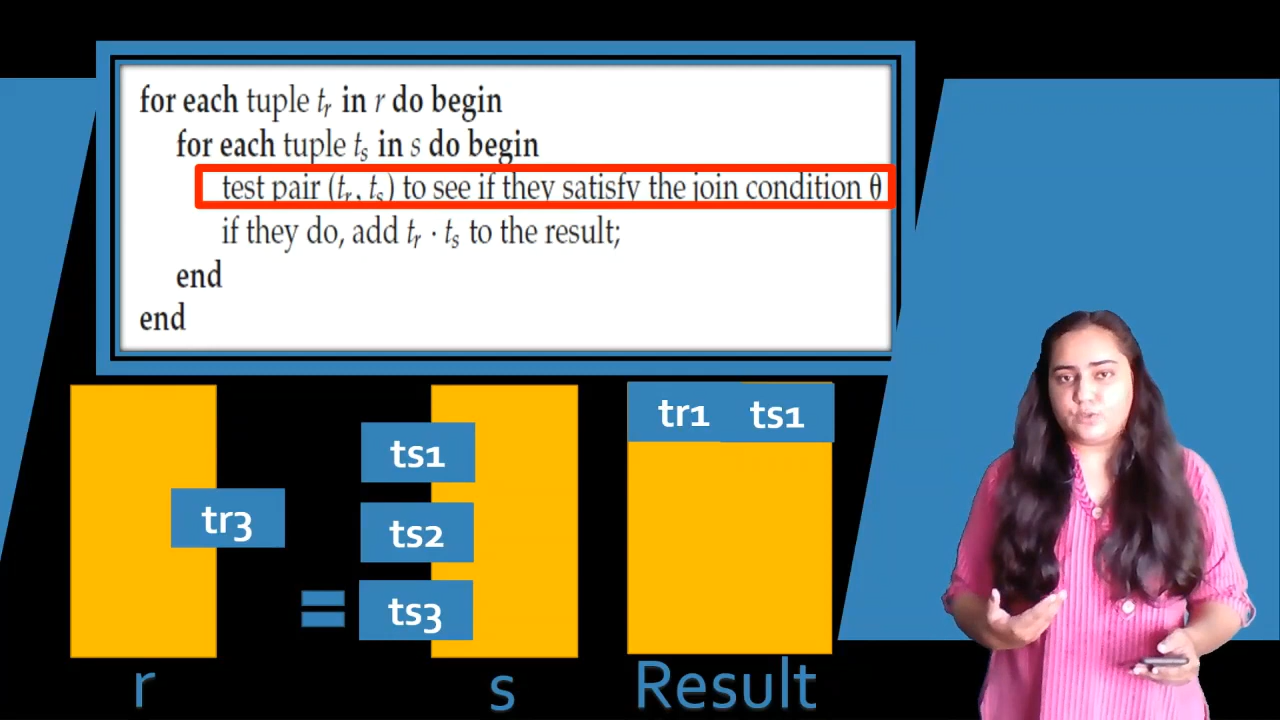 for each tuple tr in r do begin
for each tuple ts in s do begin
test pair (tr, ts) to see if they satisfy the join condition θ
if they do, add tr · ts to the result;
end
end
tr1 ts1
ts1
tr3
ts2
=
ts3
r
s
Result